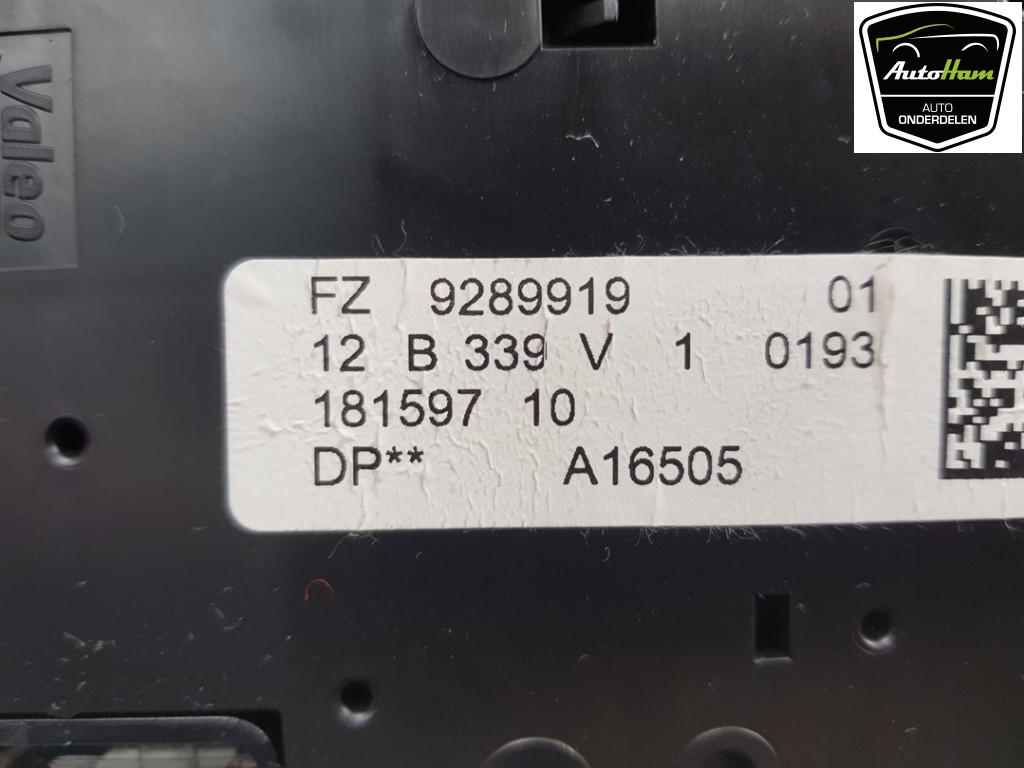 Valeo
AutoHam
AUTO
ONDERDELEN
FZ 9289919 01
12 B 339 V 1 0193
181597 10
DP** A16505